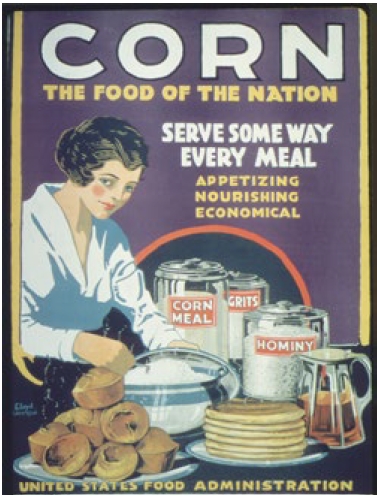 CORN
THE FOOD OF THE NATION
SERVE SOME WAY
EVERY MEAL
APPETIZING
NOURISHING
ECONOMICAL
CORN
MEAL
GRITS
HOMINY
UNITED STATES FOOD ADMINISTRATION